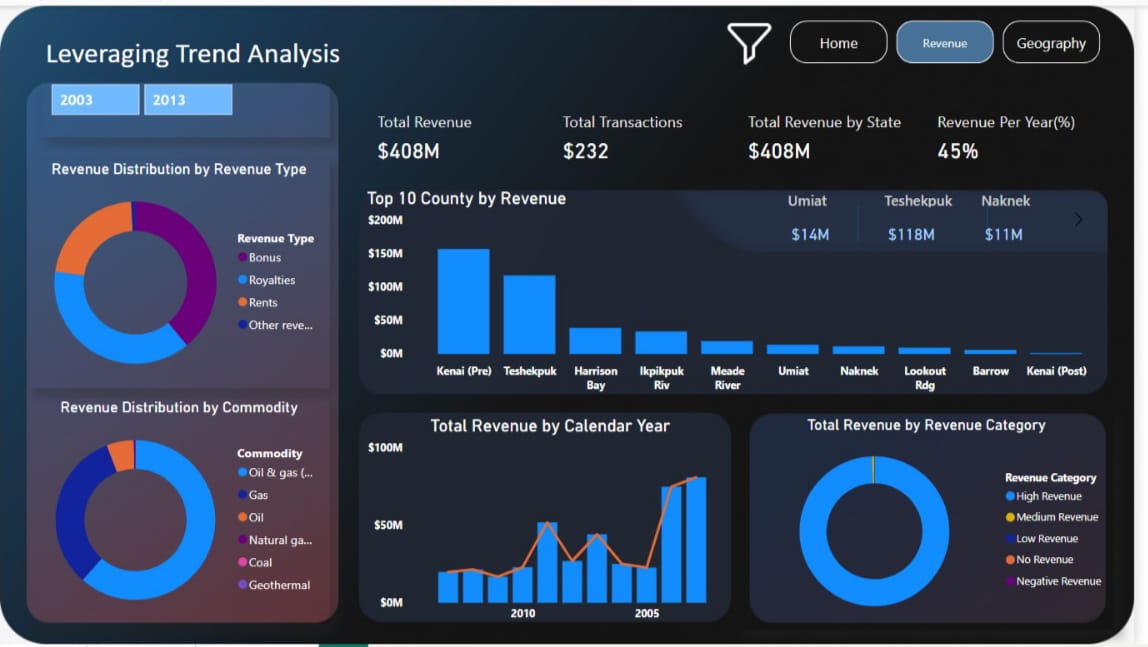 Leveraging Trend Analysis
Home
Revenue
Geography
2003
2013
Total Revenue
$408M
Total Transactions
$232
Total Revenue by State
$408M
Revenue Per Year(%)
45%
Revenue Distribution by Revenue Type
Revenue Type
Bonus
Royalties
Rents
Other reve...
Revenue Distribution by Commodity
Commodity
Oil & gas (...
Gas
Oil
Natural ga...
Coal
Geothermal
Top 10 County by Revenue
Umiat
$14M
Teshekpuk
$118M
Naknek
$11M
$200M
$150M
$100M
$50M
$0M
Kenai (Pre)
Teshekpuk
Harrison
Bay
Ikpikpuk
Riv
Meade
River
Umiat
Naknek
Lookout
Rdg
Barrow
Kenai (Post)
Total Revenue by Calendar Year
$100M
$50M
$0M
2010
2005
Total Revenue by Revenue Category
Revenue Category
High Revenue
Medium Revenue
Low Revenue
No Revenue
Negative Revenue